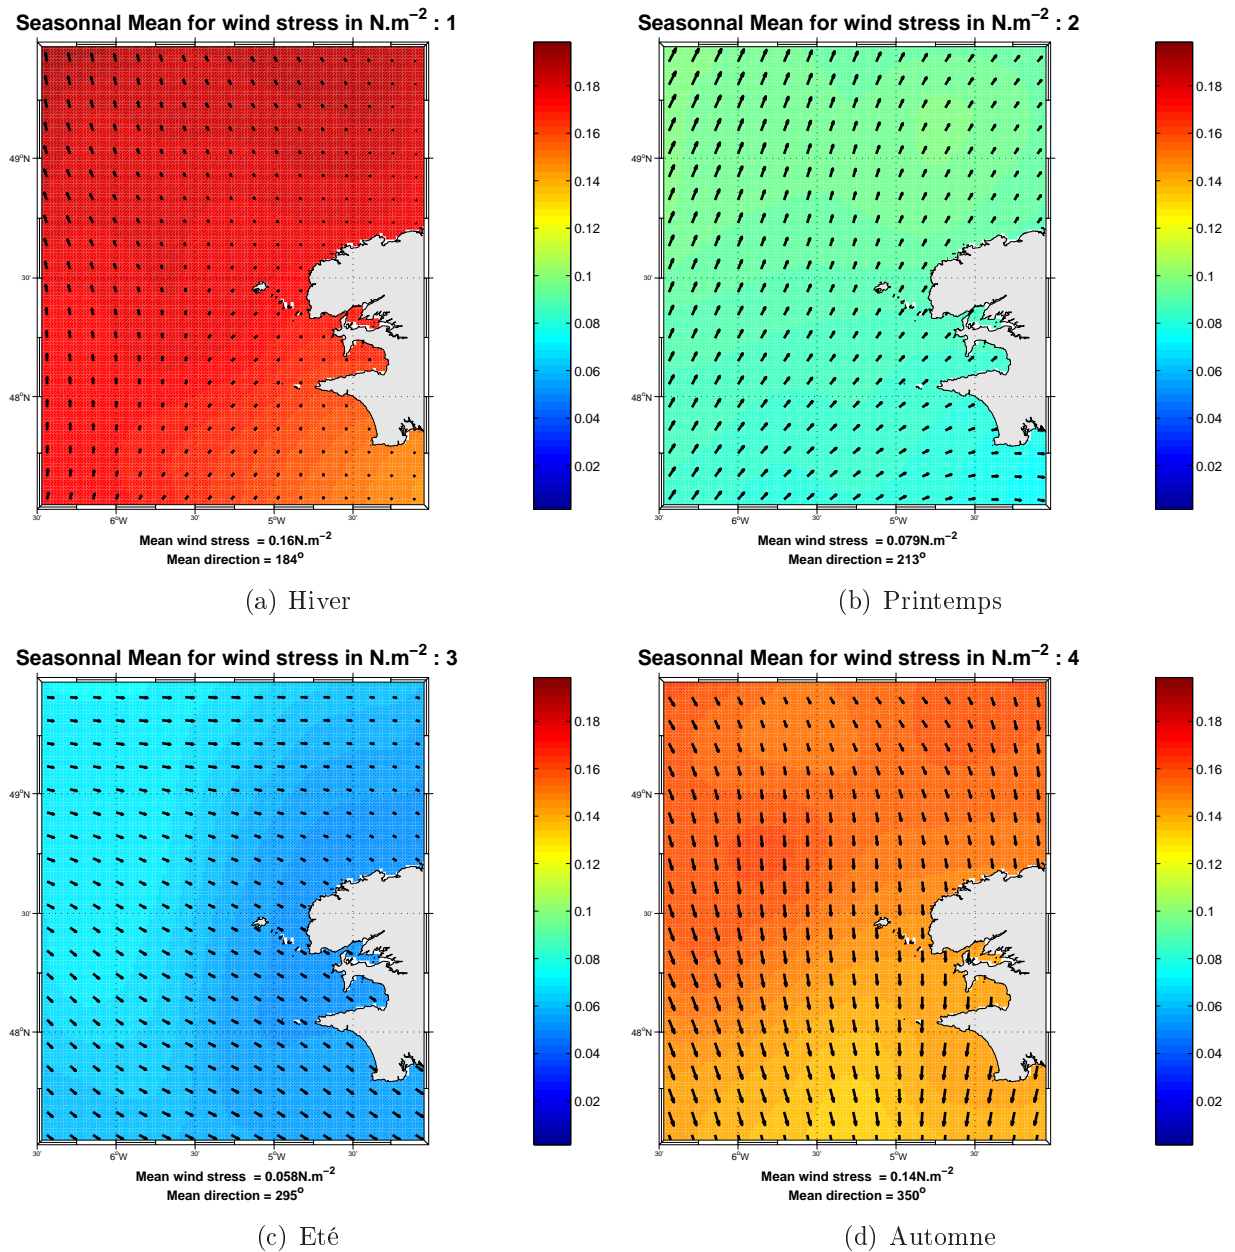 Seasonnal Mean for wind stress in N.m−2 : 1
Seasonnal Mean for wind stress in N.m−2 : 2
0.18
0.16
0.14
0.12
0.1
0.08
0.06
0.04
0.02
49°N
30'
48°N
30'
6°W
30'
5°W
30'
Mean wind stress = 0.16N.m−2
Mean direction = 184o
(a) Hiver
0.18
0.16
0.14
0.12
0.1
0.08
0.06
0.04
0.02
49°N
30'
48°N
30'
6°W
30'
5°W
30'
Mean wind stress = 0.079N.m−2
Mean direction = 213o
(b) Printemps
Seasonnal Mean for wind stress in N.m−2 : 3
Seasonnal Mean for wind stress in N.m−2 : 4
0.18
0.16
0.14
0.12
0.1
0.08
0.06
0.04
0.02
49°N
30'
48°N
30'
6°W
30'
5°W
30'
Mean wind stress = 0.058N.m−2
Mean direction = 295o
(c) Eté
0.18
0.16
0.14
0.12
0.1
0.08
0.06
0.04
0.02
49°N
30'
48°N
30'
6°W
30'
5°W
30'
Mean wind stress = 0.14N.m−2
Mean direction = 350o
(d) Automne